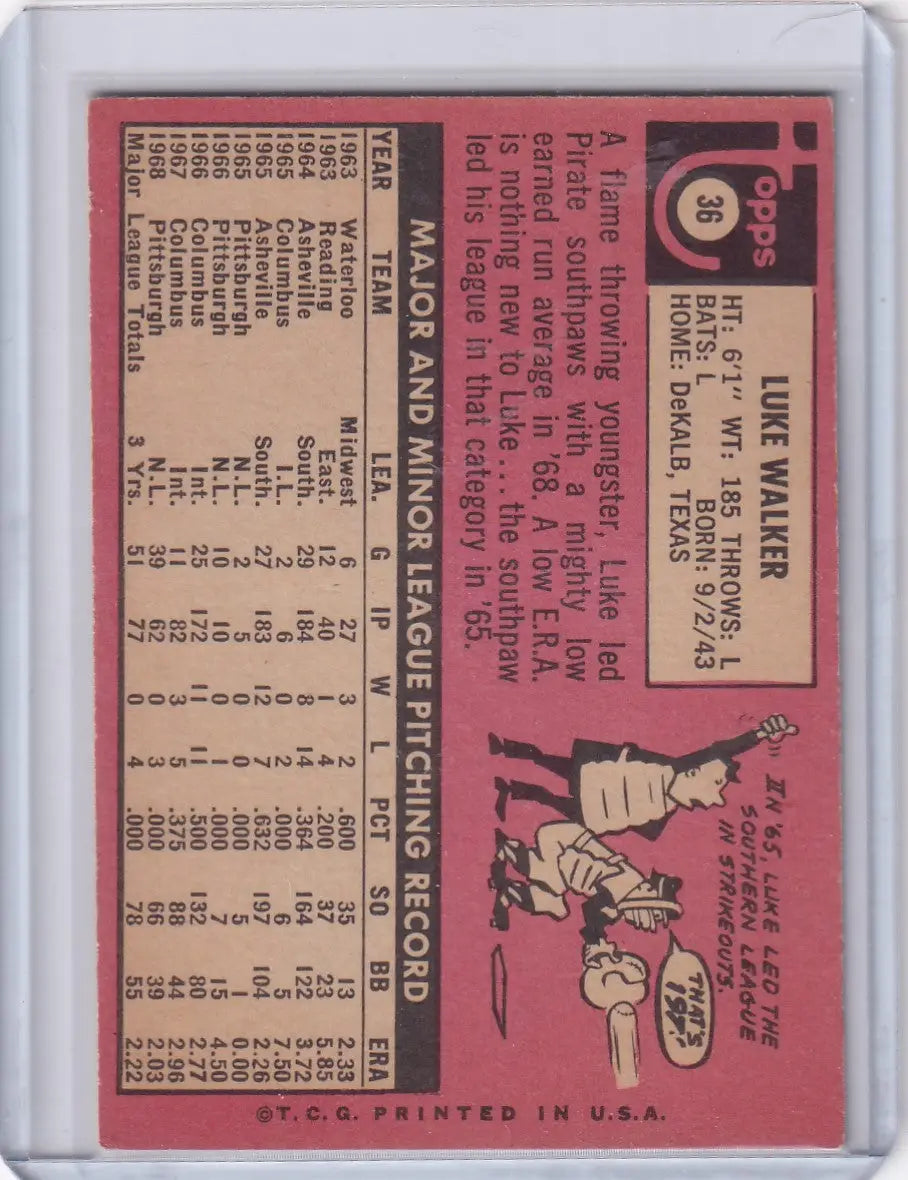 Topps
36
LUKE WALKER
HT: 6'1" WT: 185 THROWS: L
BATS: L BORN: 9/2/43
HOME: DeKALB, TEXAS
A flame throwing youngster, Luke led
Pirate southpaws with a mighty low
earned run average in '68. A low E.R.A.
is nothing new to Luke... the southpaw
led his league in that category in '65.
IN '65, LUKE LED THE
SOUTHERN LEAGUE
IN STRIKEOUTS.
THAT'S
197!
MAJOR AND MINOR LEAGUE PITCHING RECORD
YEAR TEAM LEA. G IP W L PCT SO BB ERA
1963 Waterloo Midwest 6 27 3 2 .600 35 13 2.33
1963 Reading East. 12 40 1 4 .200 37 23 5.85
1964 Asheville South. 29 184 8 14 .364 164 122 3.72
1965 Columbus I.L. 2 6 0 2 .000 6 5 7.50
1965 Asheville South. 27 183 12 7 .632 197 104 2.26
1965 Pittsburgh N.L. 2 5 0 0 .000 5 1 0.00
1966 Pittsburgh N.L. 10 10 0 1 .000 7 15 4.50
1966 Columbus Int. 25 172 11 11 .500 132 80 2.77
1967 Columbus Int. 11 82 3 5 .375 88 44 2.96
1968 Pittsburgh N.L. 39 62 0 3 .000 66 39 2.03
Major League Totals 3 Yrs. 51 77 0 4 .000 78 55 2.22
©T.C.G. PRINTED IN U.S.A.